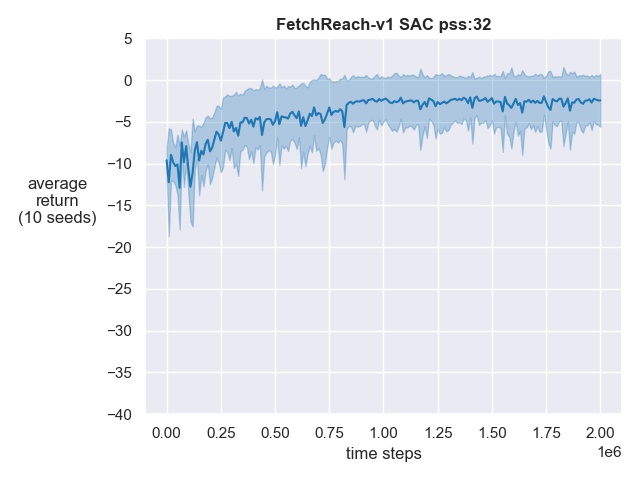 FetchReach-v1 SAC pss:32
5
0
−5
−10
−15
−20
−25
−30
−35
−40
average
return
(10 seeds)
0.00 0.25 0.50 0.75 1.00 1.25 1.50 1.75 2.00
1e6
time steps